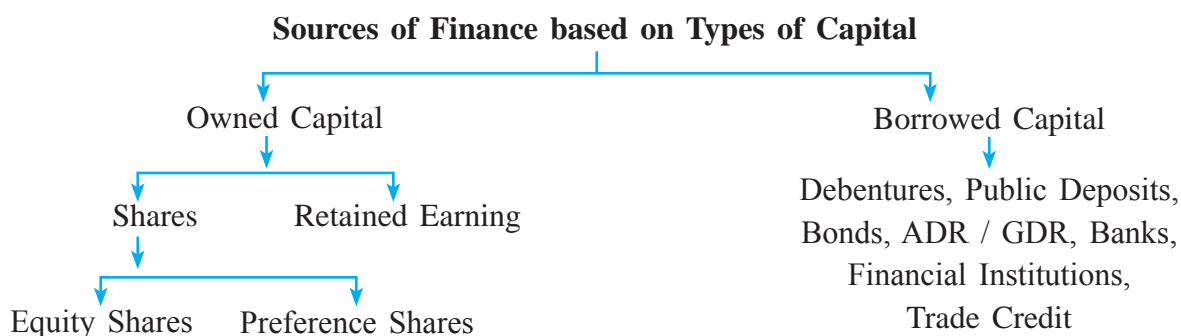 Sources of Finance based on Types of Capital
Owned Capital
Borrowed Capital
Shares
Retained Earning
Debentures, Public Deposits,
Bonds, ADR / GDR, Banks,
Financial Institutions,
Trade Credit
Equity Shares
Preference Shares